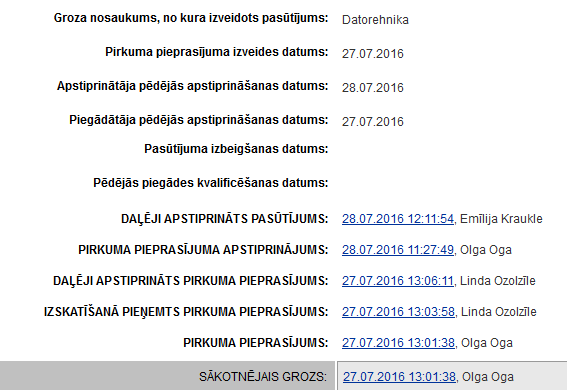 Groza nosaukums, no kura izveidots pasūtījums: Datorehnika
Pirkuma pieprasījuma izveides datums: 27.07.2016
Apstiprinātāja pēdējās apstiprināšanas datums: 28.07.2016
Piegādātāja pēdējās apstiprināšanas datums: 27.07.2016
Pasūtījuma izbeigšanas datums:
Pēdējās piegādes kvalificēšanas datums:
DAĻĒJI APSTIPRINĀTS PASŪTĪJUMS: 28.07.2016 12:11:54, Emīlija Kraukle
PIRKUMA PIEPRASĪJUMA APSTIPRINĀJUMS: 28.07.2016 11:27:49, Olga Oga
DAĻĒJI APSTIPRINĀTS PIRKUMA PIEPRASĪJUMS: 27.07.2016 13:06:11, Linda Ozolzīle
IZSKATĪŠANĀ PIEŅEMTS PIRKUMA PIEPRASĪJUMS: 27.07.2016 13:03:58, Linda Ozolzīle
PIRKUMA PIEPRASĪJUMS: 27.07.2016 13:01:38, Olga Oga
SĀKOTNĒJAIS GROZS: 27.07.2016 13:01:38, Olga Oga